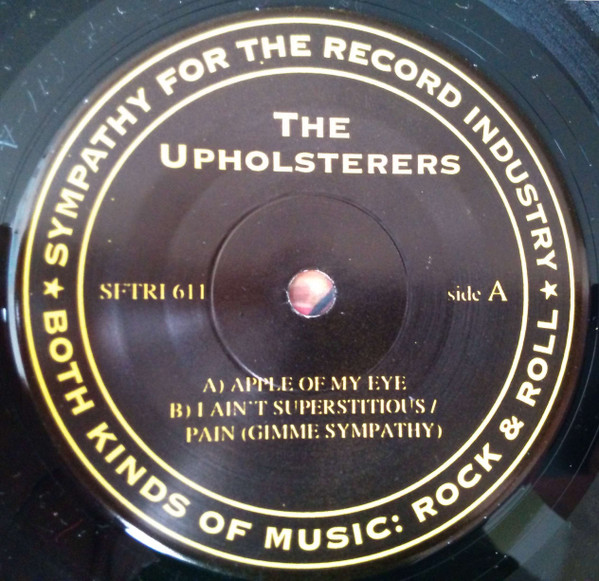 ★ SYMPATHY FOR THE RECORD INDUSTRY ★
BOTH KINDS OF MUSIC: ROCK & ROLL
THE
UPHOLSTERERS
SFTRI 611
side A
A) APPLE OF MY EYE
B) I AIN'T SUPERSTITIOUS /
PAIN (GIMME SYMPATHY)